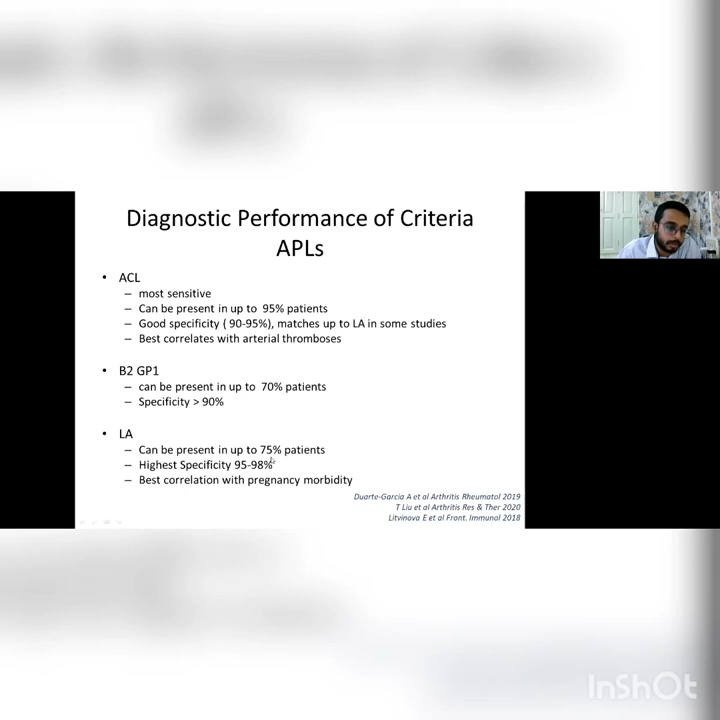 Diagnostic Performance of Criteria
APLs
• ACL
– most sensitive
– Can be present in up to 95% patients
– Good specificity ( 90-95%), matches up to LA in some studies
– Best correlates with arterial thromboses
• B2 GP1
– can be present in up to 70% patients
– Specificity > 90%
• LA
– Can be present in up to 75% patients
– Highest Specificity 95-98%
– Best correlation with pregnancy morbidity
Duarte-Garcia A et al Arthritis Rheumatol 2019
T Liu et al Arthritis Res & Ther 2020
Litvinova E et al Front. Immunol 2018
InShOt